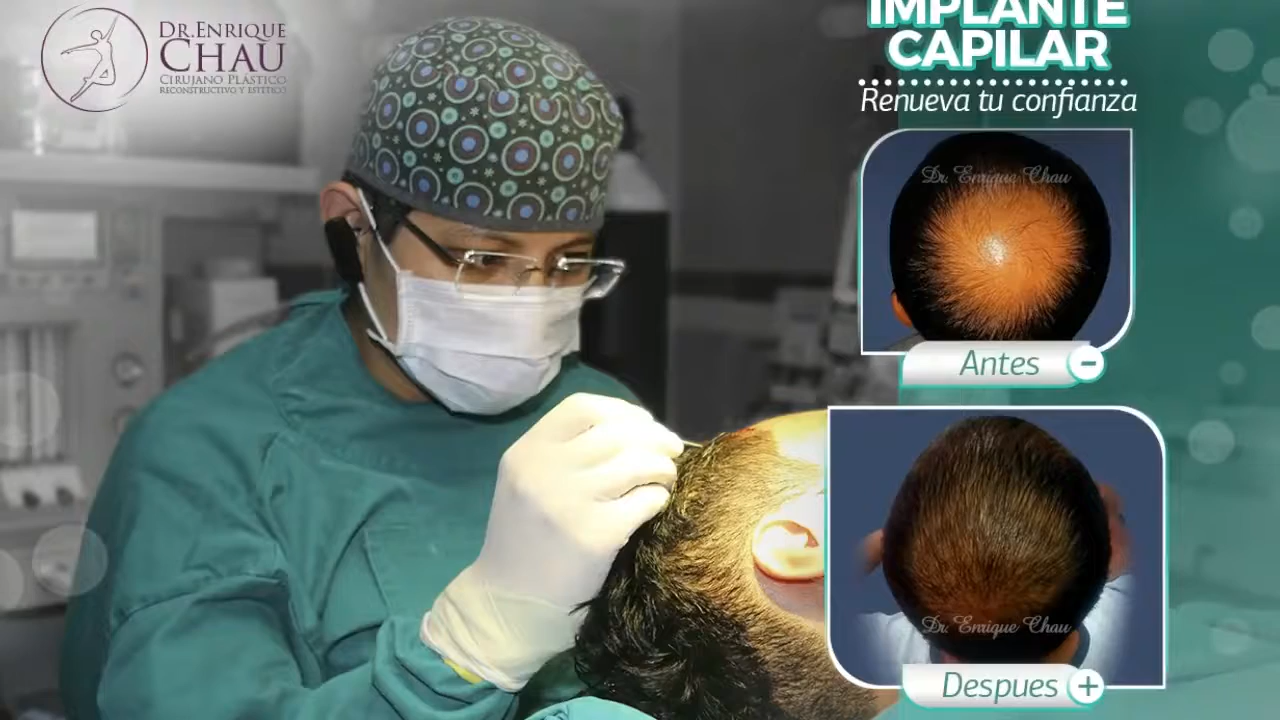 DR. ENRIQUE
CHAU
CIRUJANO PLÁSTICO
RECONSTRUCTIVO Y ESTÉTICO
IMPLANTE
CAPILAR
Renueva tu confianza
Dr. Enrique Chau
Antes
Dr. Enrique Chau
Despues